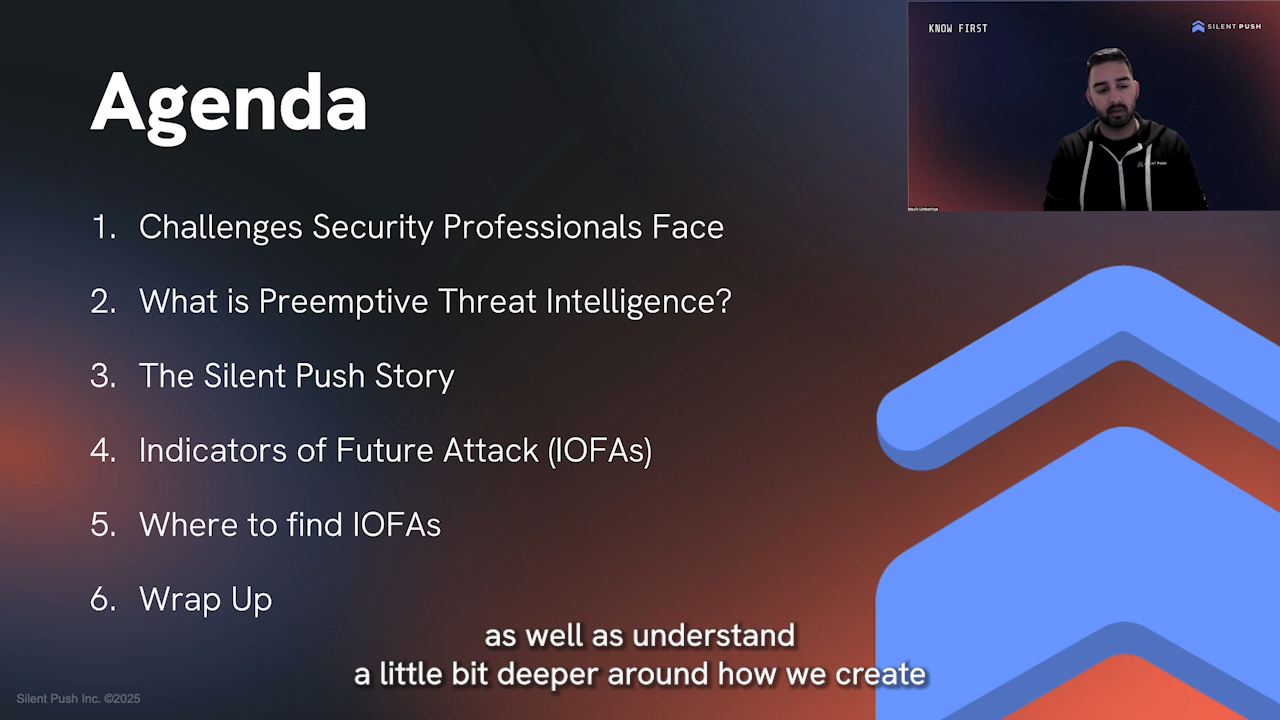 Agenda
1. Challenges Security Professionals Face
2. What is Preemptive Threat Intelligence?
3. The Silent Push Story
4. Indicators of Future Attack (IOFAs)
5. Where to find IOFAs
6. Wrap Up
KNOW FIRST
SILENT PUSH
SILENT PUSH
as well as understand
a little bit deeper around how we create
Silent Push Inc. ©2025